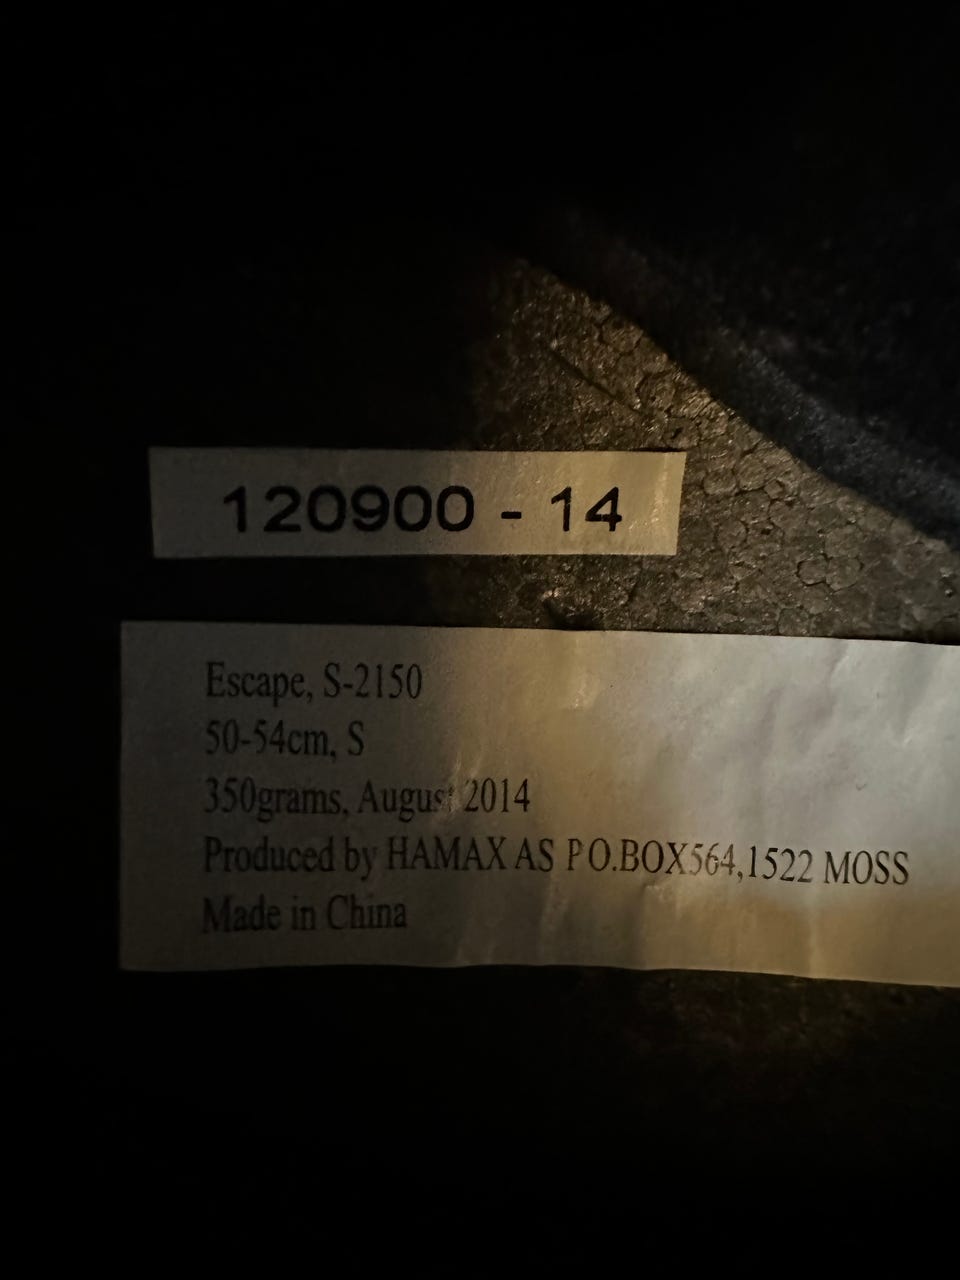 120900 - 14
Escape, S-2150
50-54cm, S
350grams, August 2014
Produced by HAMAX AS P.O.BOX564,1522 MOSS
Made in China